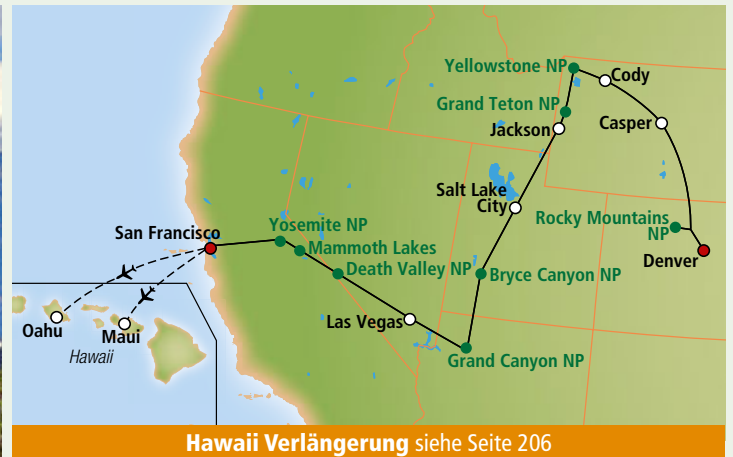 Yellowstone NP
Cody
Grand Teton NP
Jackson
Casper
Salt Lake
City
Rocky Mountains
NP
Denver
San Francisco
Yosemite NP
Mammoth Lakes
Death Valley NP
Bryce Canyon NP
Las Vegas
Grand Canyon NP
Oahu
Maui
Hawaii
Hawaii Verlängerung siehe Seite 206